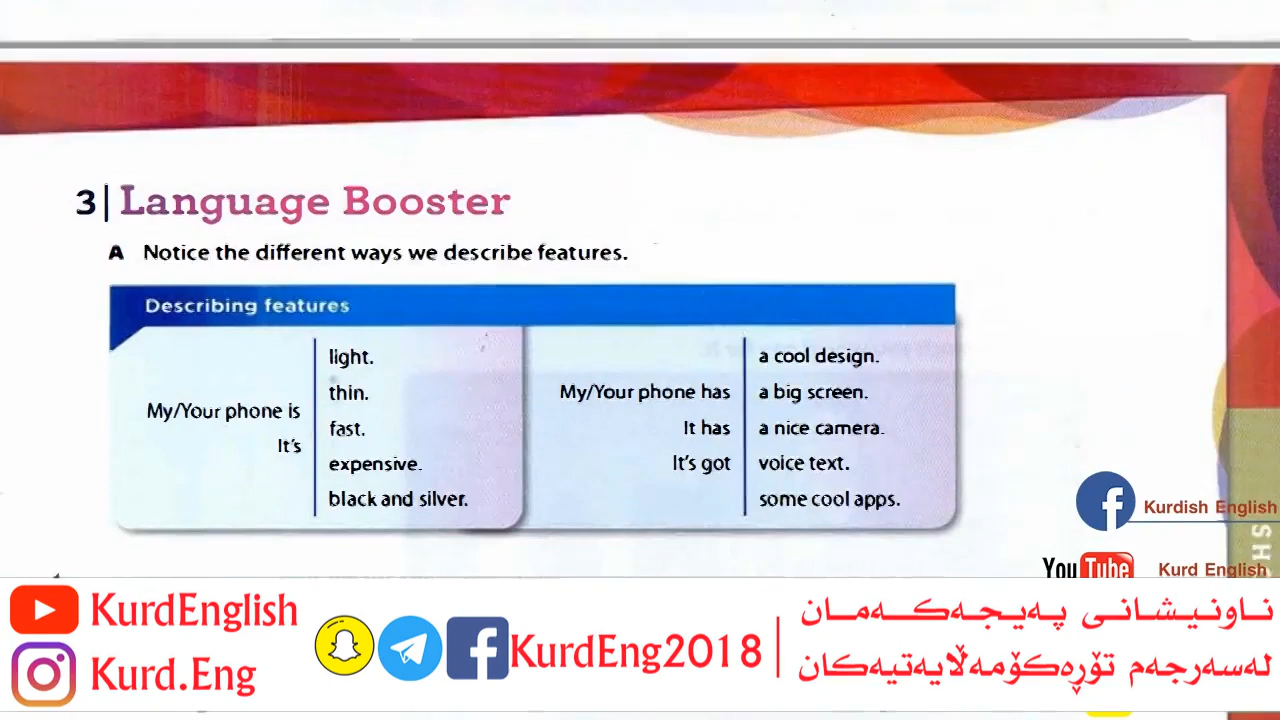 3 Language Booster
A Notice the different ways we describe features.
Describing features
My/Your phone is
It's
light.
thin.
fast.
expensive.
black and silver.
My/Your phone has
It has
It's got
a cool design.
a big screen.
a nice camera.
voice text.
some cool apps.
Kurdish English
YouTube Kurd English
KurdEnglish
Kurd.Eng
KurdEng2018
ناونیشانی پەیجەکەمان
لەسەرجەم تۆڕەکۆمەڵایەتیەکان